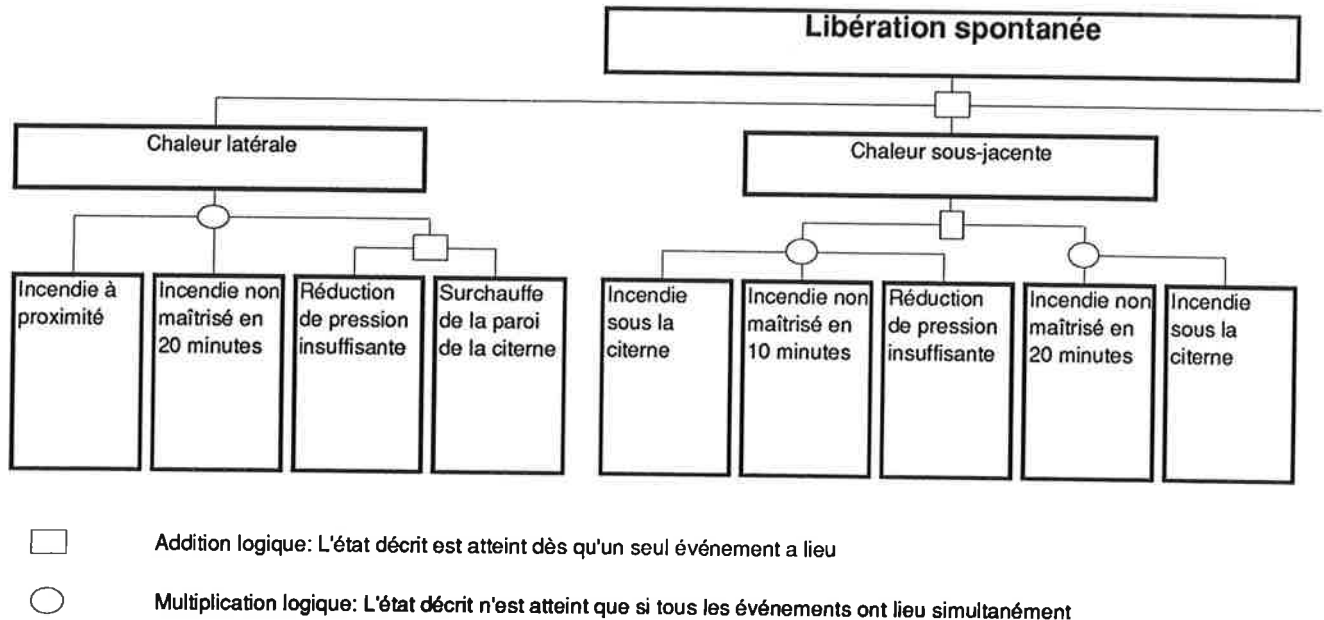 Libération spontanée
Chaleur latérale
Chaleur sous-jacente
Incendie à
proximité
Incendie non
maîtrisé en
20 minutes
Réduction
de pression
insuffisante
Surchauffe
de la paroi
de la citerne
Incendie
sous la
citerne
Incendie non
maîtrisé en
10 minutes
Réduction
de pression
insuffisante
Incendie non
maîtrisé en
20 minutes
Incendie
sous la
citerne
Addition logique: L'état décrit est atteint dès qu'un seul événement a lieu
Multiplication logique: L'état décrit n'est atteint que si tous les événements ont lieu simultanément